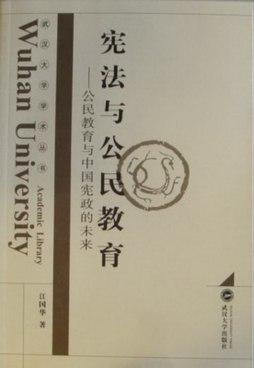 武汉大学学术丛书
Wuhan University
Academic Library
宪法与公民教育
——公民教育与中国宪政的未来
江国华 著
武汉大学出版社